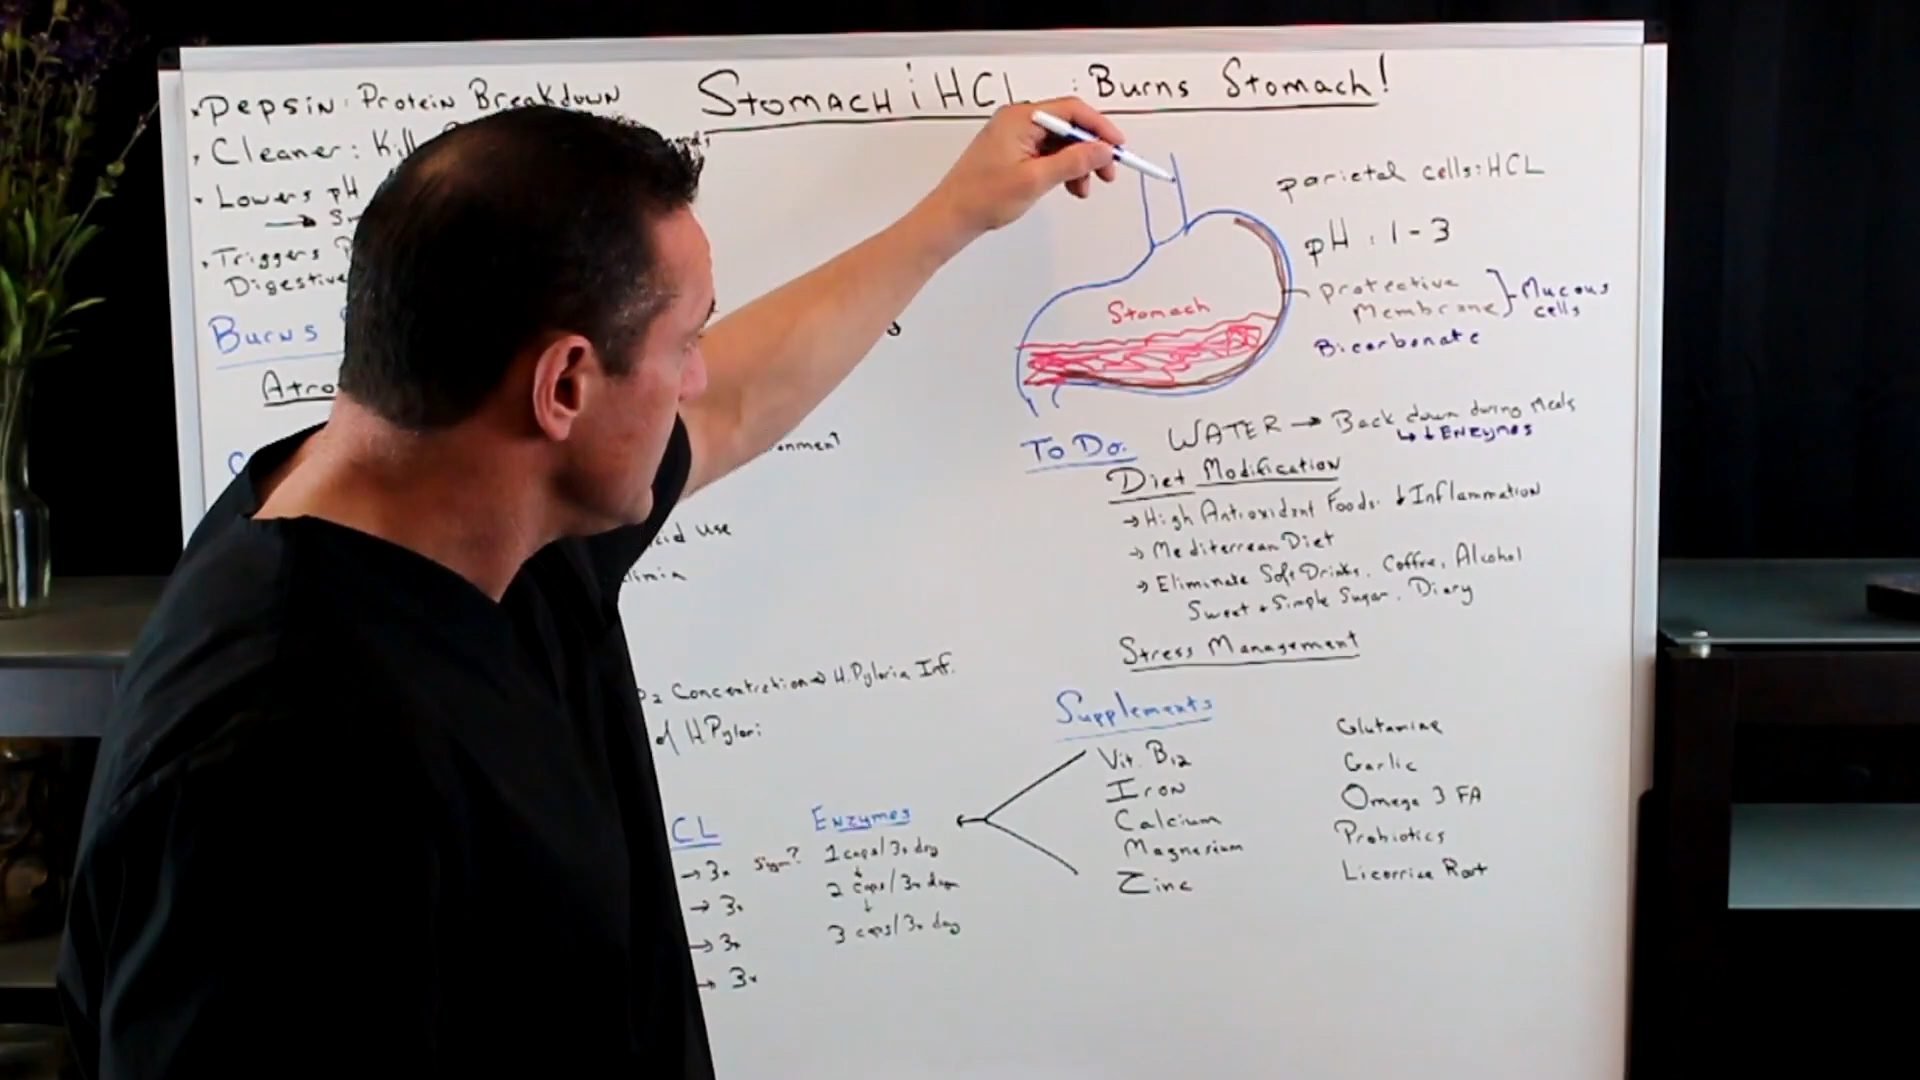 Stomach & HCL : Burns Stomach!
• Pepsin: Protein Breakdown
• Cleaner: Kill
• Lowers pH
• Triggers
Digestive
Burns
parietal cells: HCL
pH : 1-3
protective
Membrane
Mucous
cells
Bicarbonate
Stomach
To Do:
WATER → Back down during Meals
↳ ↓ Enzymes
Diet Modification
→ High Antioxidant Foods. ↓ Inflammation
→ Mediterrean Diet
→ Eliminate Soft Drinks, Coffee, Alcohol
Sweet + Simple Sugar, Diary
Stress Management
Use
Concentration → H.Pyloria Inf.
of H.Pylori
Supplements
Vit. B12
Iron
Calcium
Magnesium
Zinc
Glutamine
Garlic
Omega 3 FA
Probiotics
Licorrice Root
CL
→ 3x
→ 3x
→ 3x
→ 3x
Sym?
Enzymes
1 caps/3x day
↓
2 caps/3x day
↓
3 caps/3x day